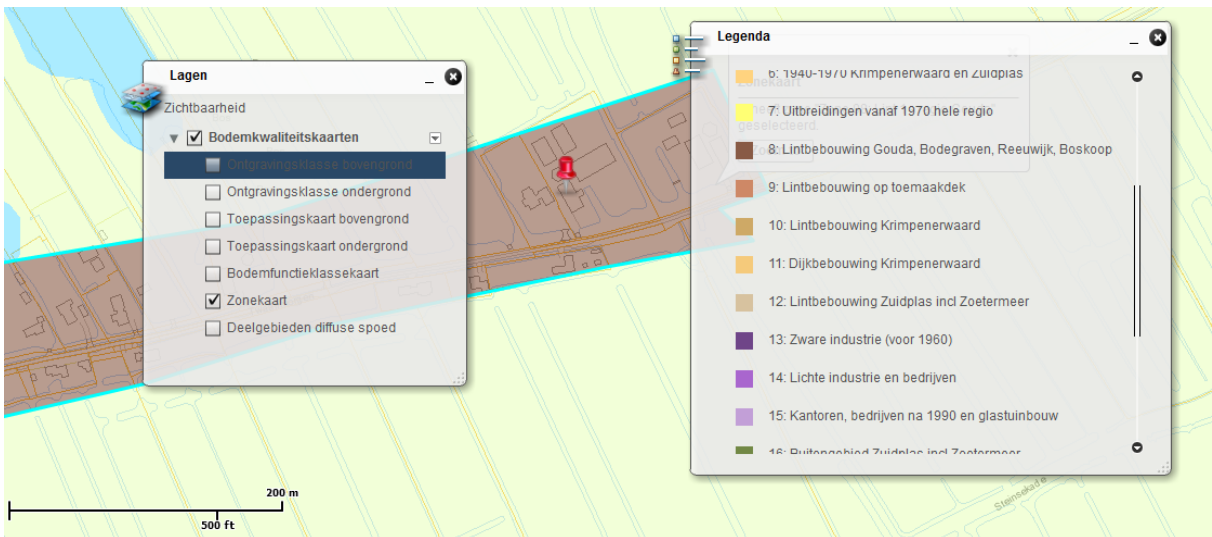 Lagen
Zichtbaarheid
Bodemkwaliteitskaarten
Ontgravingsklasse bovengrond
Ontgravingsklasse ondergrond
Toepassingskaart bovengrond
Toepassingskaart ondergrond
Bodemfunctieklassekaart
Zonekaart
Deelgebieden diffuse spoed
Legenda
6: 1940-1970 Krimpenerwaard en Zuidplas
Zonekaart
7: Uitbreidingen vanaf 1970 hele regio
geselecteerd.
8: Lintbebouwing Gouda, Bodegraven, Reeuwijk, Boskoop
9: Lintbebouwing op toemaakdek
10: Lintbebouwing Krimpenerwaard
11: Dijkbebouwing Krimpenerwaard
12: Lintbebouwing Zuidplas incl Zoetermeer
13: Zware industrie (voor 1960)
14: Lichte industrie en bedrijven
15: Kantoren, bedrijven na 1990 en glastuinbouw
16: Buitengebied Zuidplas incl Zoetermeer
Steinsekade
200 m
500 ft